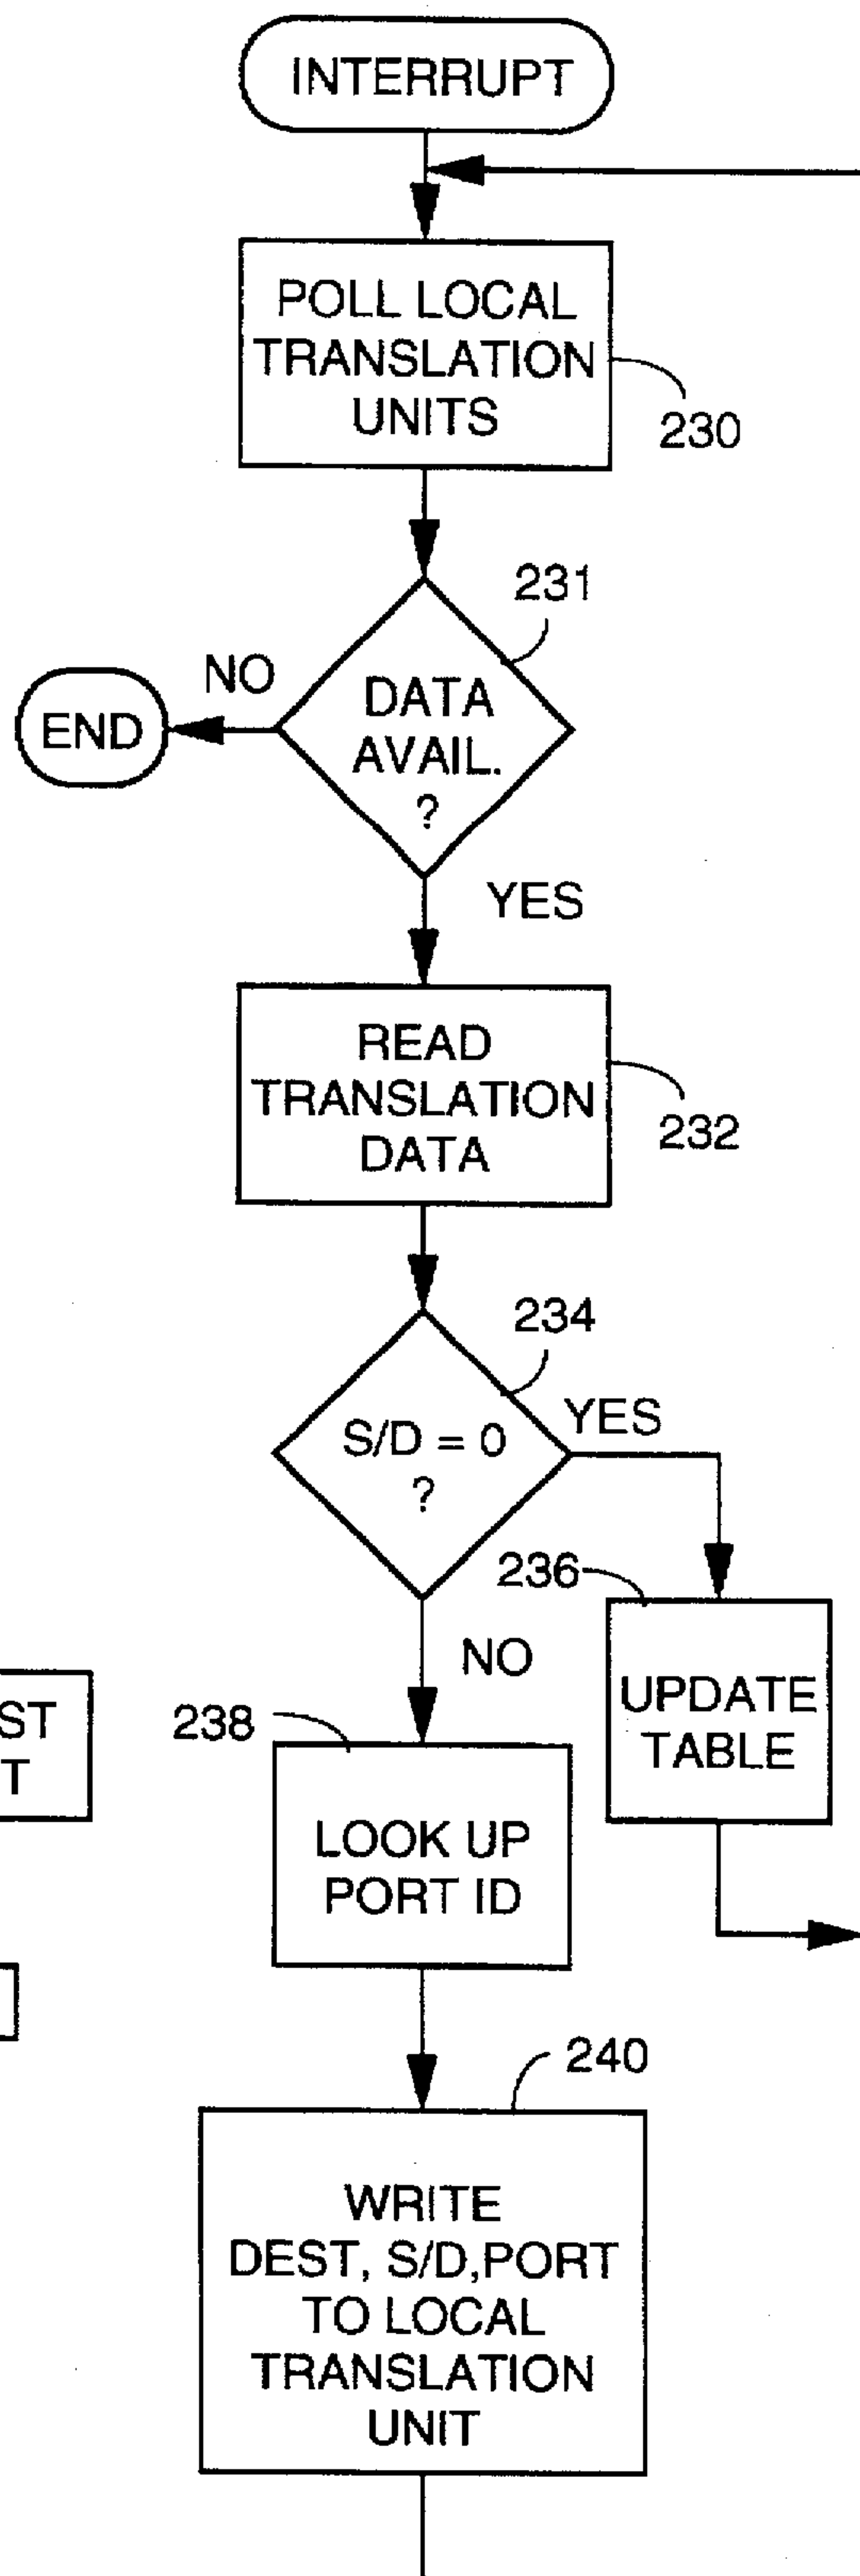 INTERRUPT
POLL LOCAL
TRANSLATION
UNITS
230
231
DATA
AVAIL.
?
NO
END
YES
READ
TRANSLATION
DATA
232
234
S/D = 0
?
YES
236
UPDATE
TABLE
NO
238
LOOK UP
PORT ID
ST
T
240
WRITE
DEST, S/D,PORT
TO LOCAL
TRANSLATION
UNIT